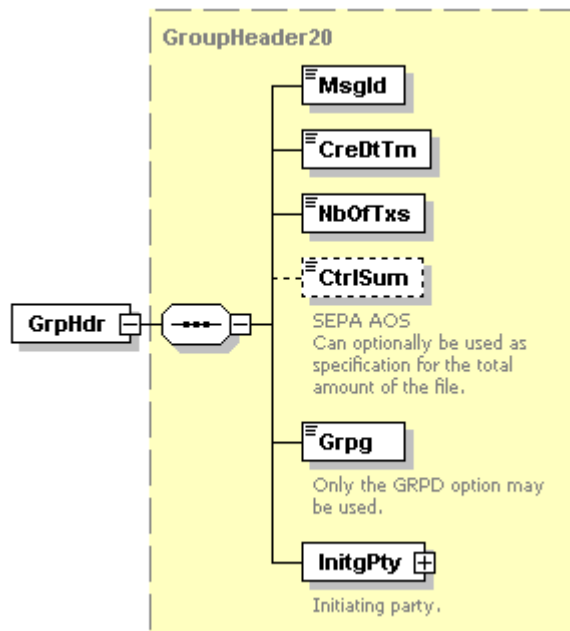 GroupHeader20
MsgId
CreDtTm
NbOfTxs
CtrlSum
SEPA AOS
Can optionally be used as
specification for the total
amount of the file.
GrpHdr
Grpg
Only the GRPD option may
be used.
InitgPty
Initiating party.